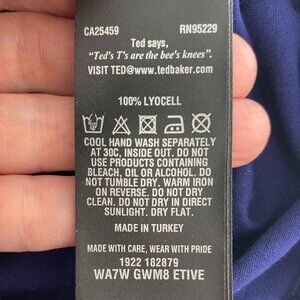 CA25459 RN95229
Ted says,
"Ted's T's are the bee's knees".
VISIT TED@www.tedbaker.com
100% LYOCELL
COOL HAND WASH SEPARATELY
AT 30C, INSIDE OUT. DO NOT
USE PRODUCTS CONTAINING
BLEACH, OIL OR ALCOHOL. DO
NOT TUMBLE DRY. WARM IRON
ON REVERSE. DO NOT DRY
CLEAN. DO NOT DRY IN DIRECT
SUNLIGHT. DRY FLAT.
MADE IN TURKEY
MADE WITH CARE, WEAR WITH PRIDE
1922 182879
WA7W GWM8 ETIVE